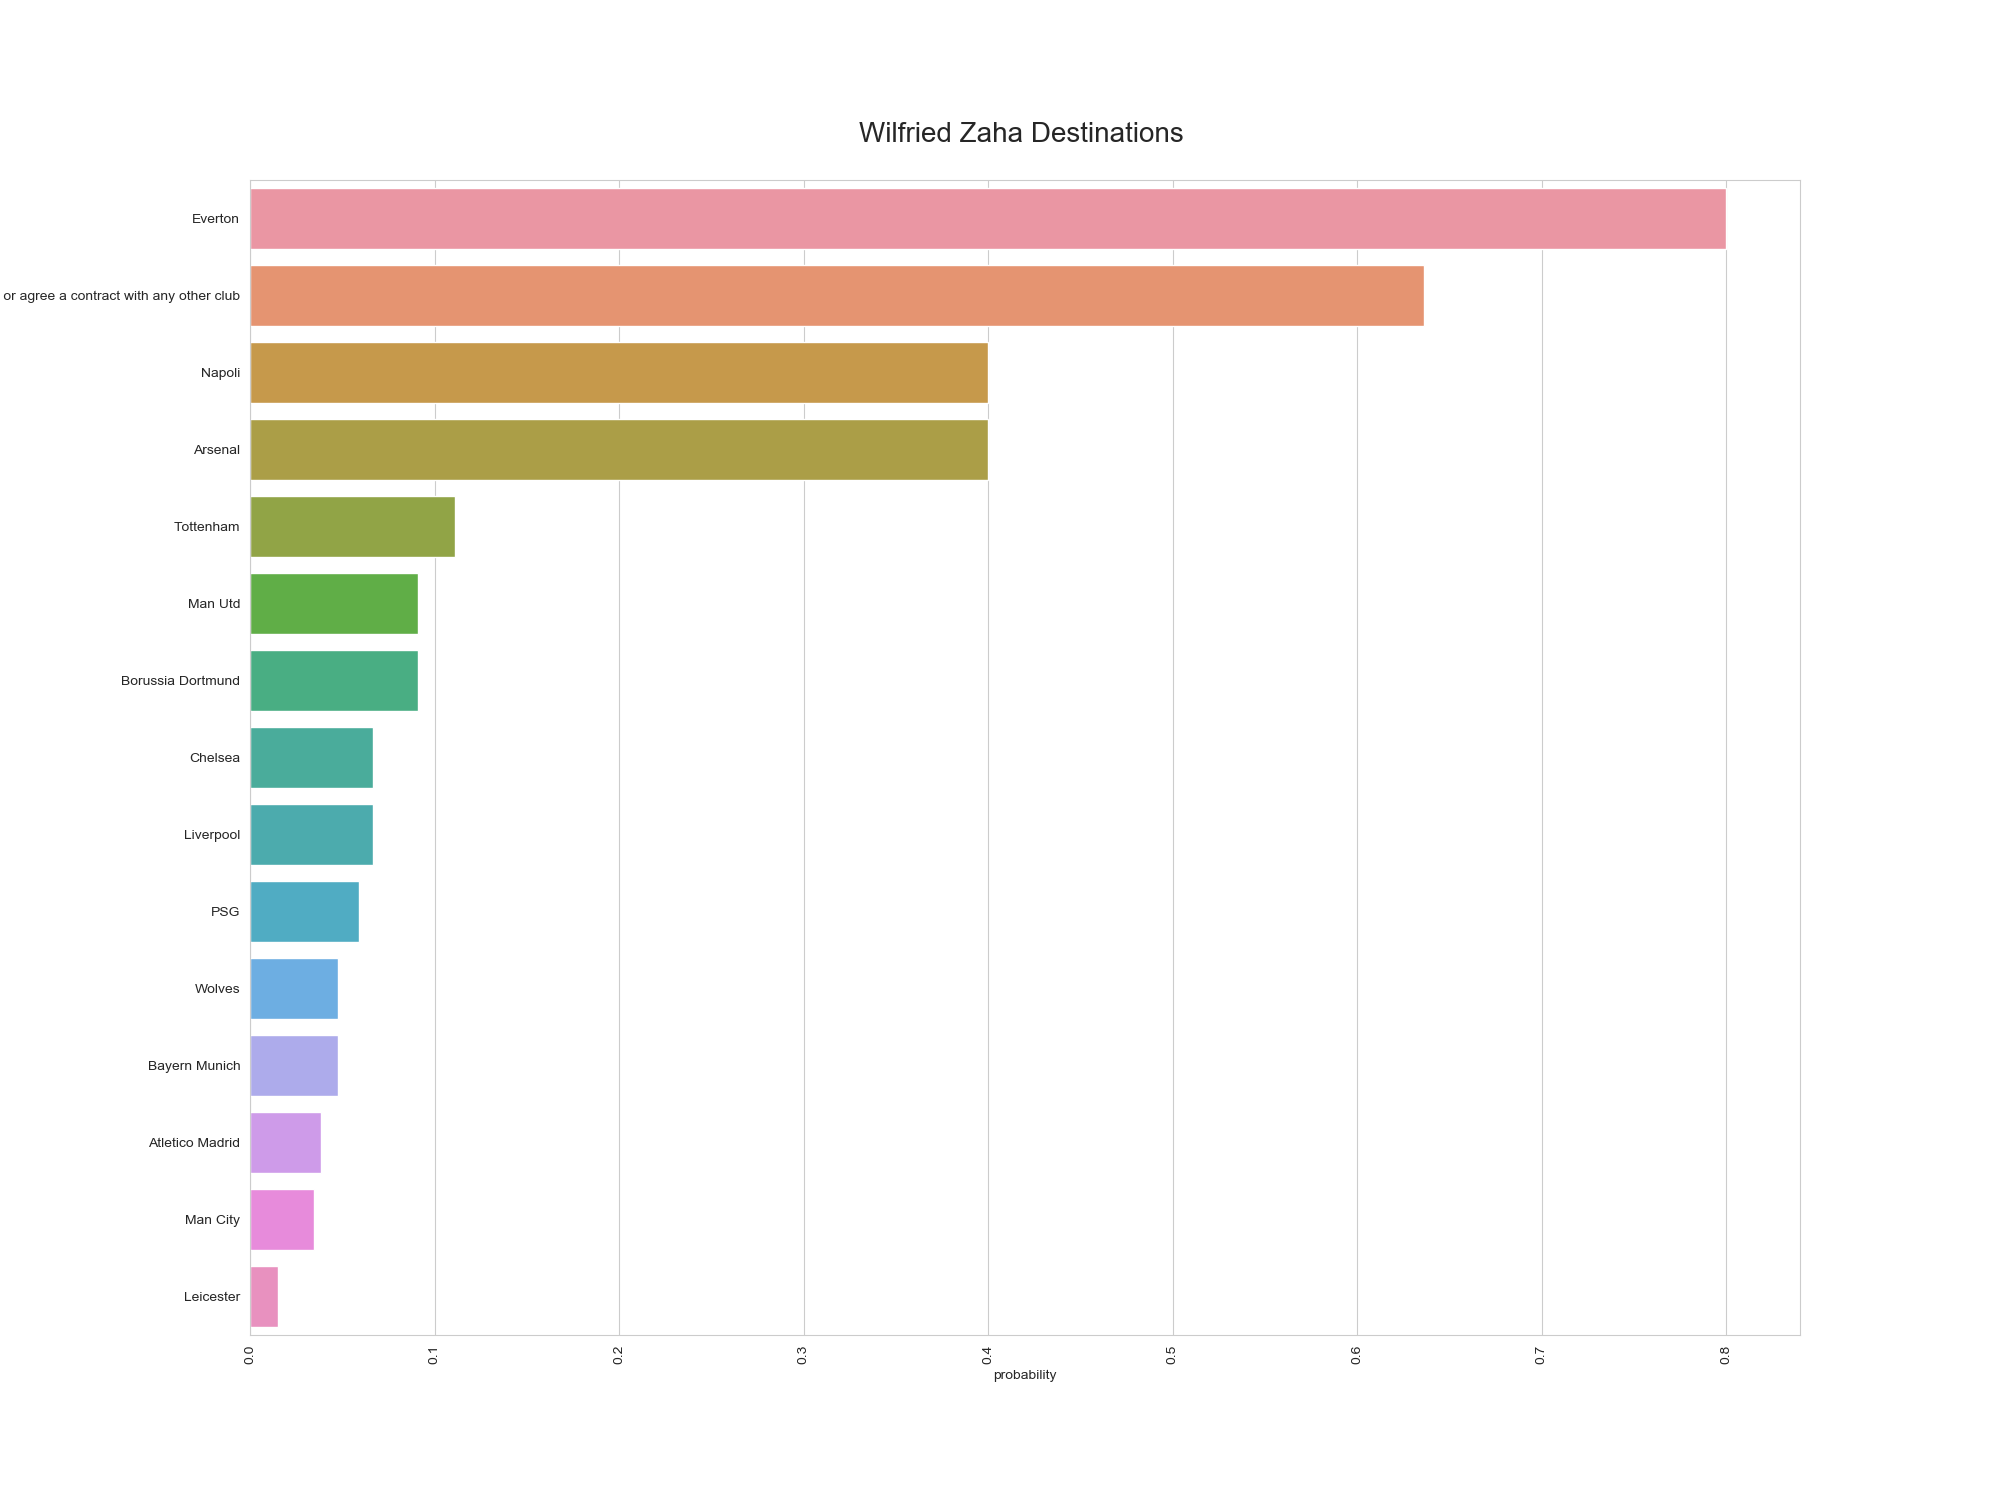 Wilfried Zaha Destinations
Everton
or agree a contract with any other club
Napoli
Arsenal
Tottenham
Man Utd
Borussia Dortmund
Chelsea
Liverpool
PSG
Wolves
Bayern Munich
Atletico Madrid
Man City
Leicester
0.0 0.1 0.2 0.3 0.4 0.5 0.6 0.7 0.8
probability